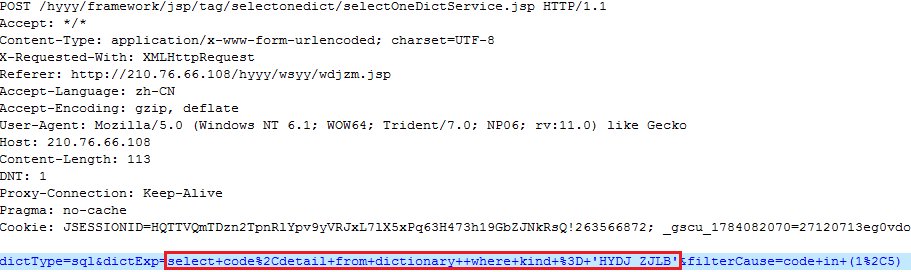 POST /hyyy/framework/jsp/tag/selectonedict/selectOneDictService.jsp HTTP/1.1
Accept: */*
Content-Type: application/x-www-form-urlencoded; charset=UTF-8
X-Requested-With: XMLHttpRequest
Referer: http://210.76.66.108/hyyy/wsyy/wdjzm.jsp
Accept-Language: zh-CN
Accept-Encoding: gzip, deflate
User-Agent: Mozilla/5.0 (Windows NT 6.1; WOW64; Trident/7.0; NP06; rv:11.0) like Gecko
Host: 210.76.66.108
Content-Length: 113
DNT: 1
Proxy-Connection: Keep-Alive
Pragma: no-cache
Cookie: JSESSIONID=HQTTVQmTDzn2TpnRlYpv9yVRJxL7lX5xPq63H473h19GbZJNkRsQ!263566872; _gscu_1784082070=27120713eg0vdo
dictType=sql&dictExp=select+code%2Cdetail+from+dictionary++where+kind+%3D+'HYDJ ZJLB'&filterCause=code+in+(1%2C5)